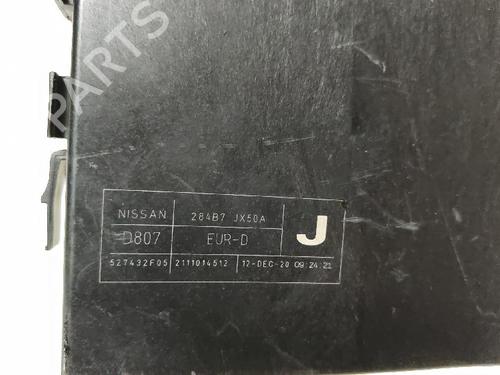 PARTS
NISSAN 284B7 JX50A
D807 EUR-D J
527432F05 2111014512 12-DEC-20 09:24:21